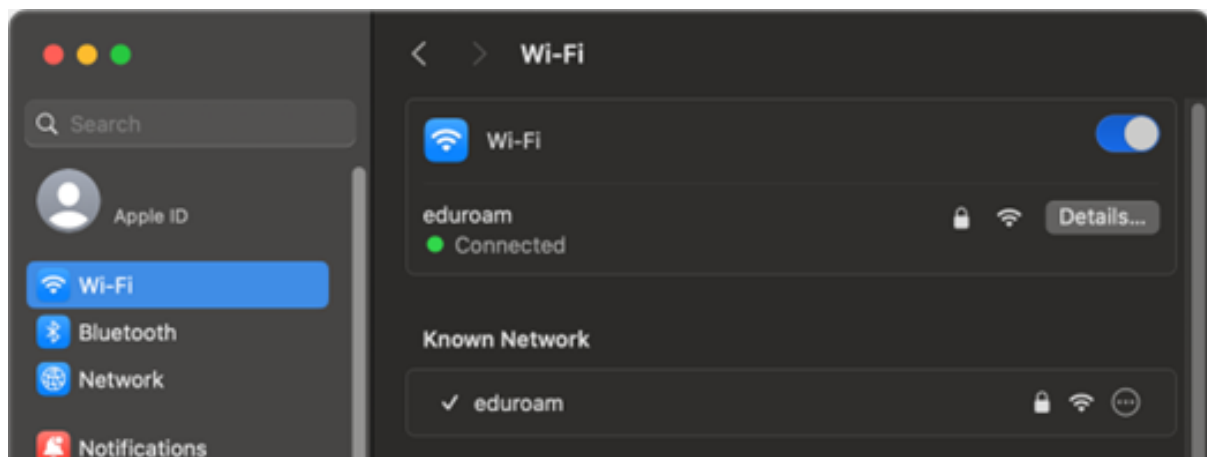 Wi-Fi
Search
Wi-Fi
Apple ID
eduroam
Details...
Connected
Wi-Fi
Bluetooth
Known Network
Network
eduroam
Notifications